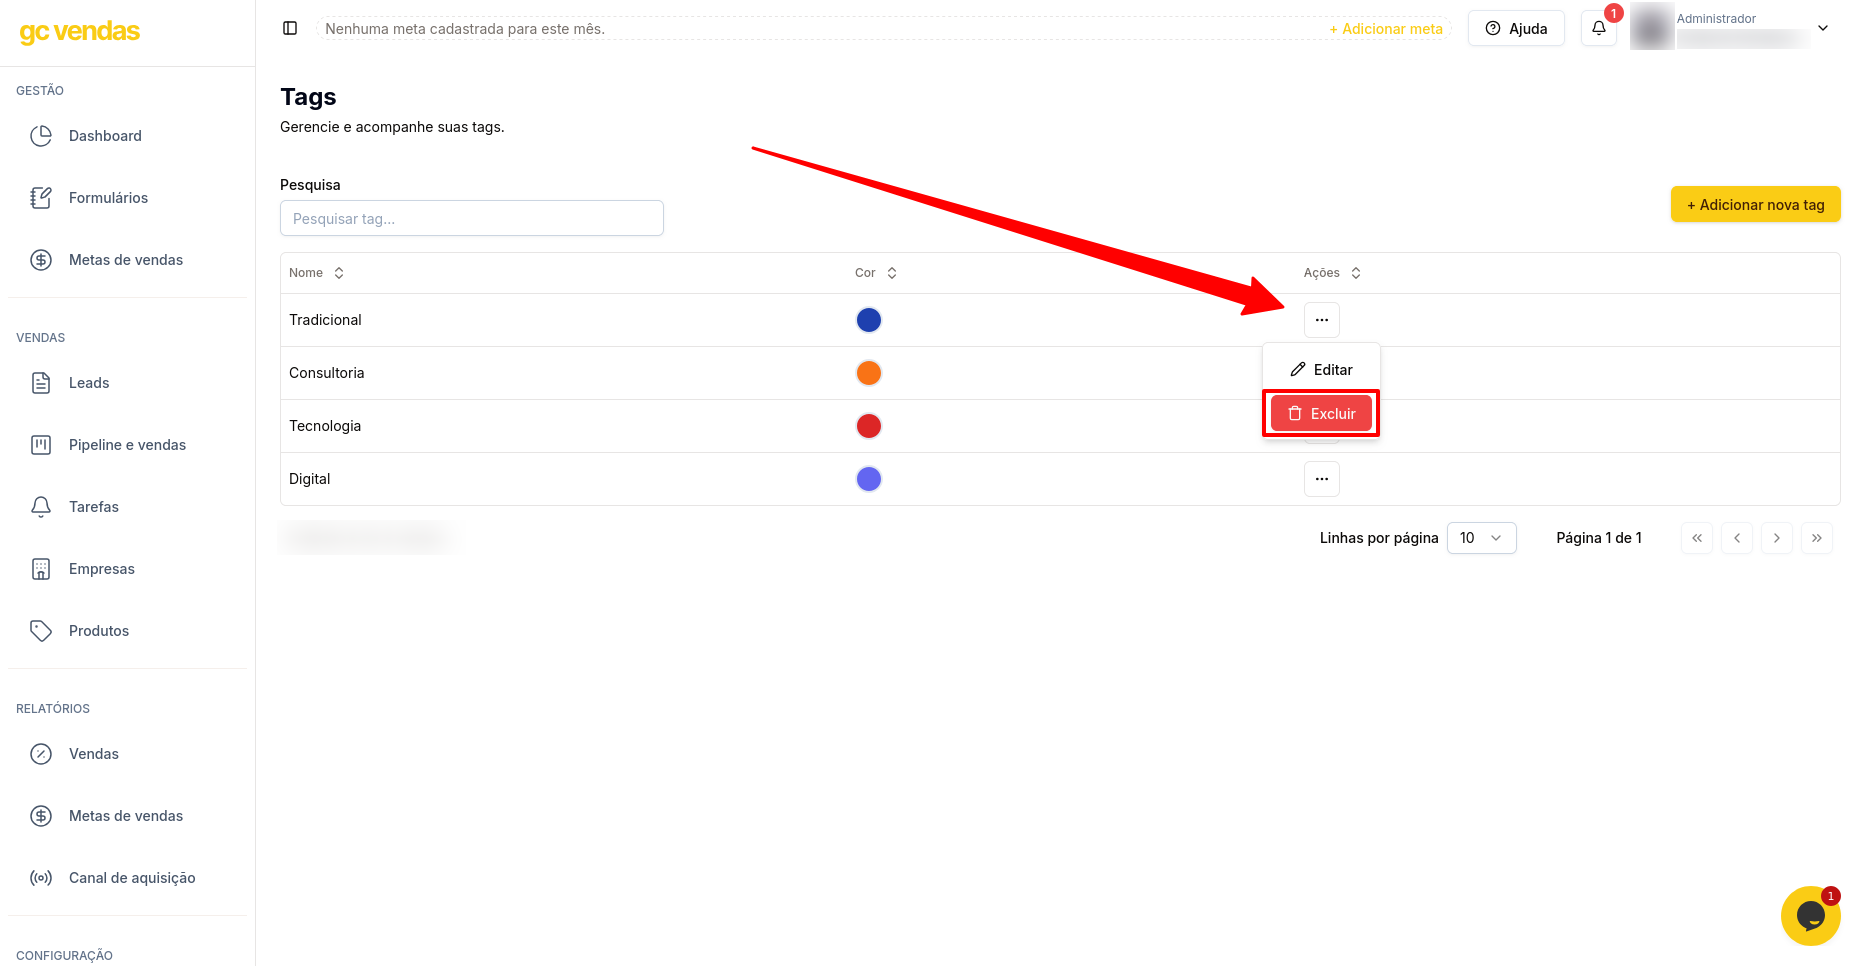 gc vendas
GESTÃO
Dashboard
Formulários
Metas de vendas
VENDAS
Leads
Pipeline e vendas
Tarefas
Empresas
Produtos
RELATÓRIOS
Vendas
Metas de vendas
Canal de aquisição
CONFIGURAÇÃO
Nenhuma meta cadastrada para este mês.
+ Adicionar meta
Ajuda
1
Administrador
Tags
Gerencie e acompanhe suas tags.
Pesquisa
Pesquisar tag...
+ Adicionar nova tag
Nome Cor Ações
Tradicional
Editar
Consultoria
Excluir
Tecnologia
Digital
Linhas por página 10 Página 1 de 1
1